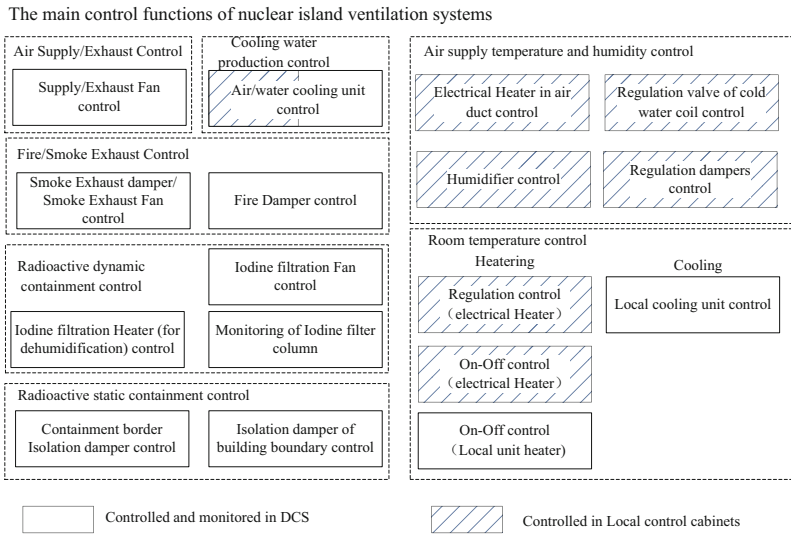 The main control functions of nuclear island ventilation systems
Air Supply/Exhaust Control
Supply/Exhaust Fan
control
Cooling water
production control
Air/water cooling unit
control
Fire/Smoke Exhaust Control
Smoke Exhaust damper/
Smoke Exhaust Fan
control
Fire Damper control
Radioactive dynamic
containment control
Iodine filtration Fan
control
Iodine filtration Heater (for
dehumidification) control
Monitoring of Iodine filter
column
Radioactive static containment control
Containment border
Isolation damper control
Isolation damper of
building boundary control
Air supply temperature and humidity control
Electrical Heater in air
duct control
Regulation valve of cold
water coil control
Humidifier control
Regulation dampers
control
Room temperature control
Heatering
Cooling
Regulation control
（electrical Heater）
Local cooling unit control
On-Off control
（electrical Heater）
On-Off control
（Local unit heater)
Controlled and monitored in DCS
Controlled in Local control cabinets